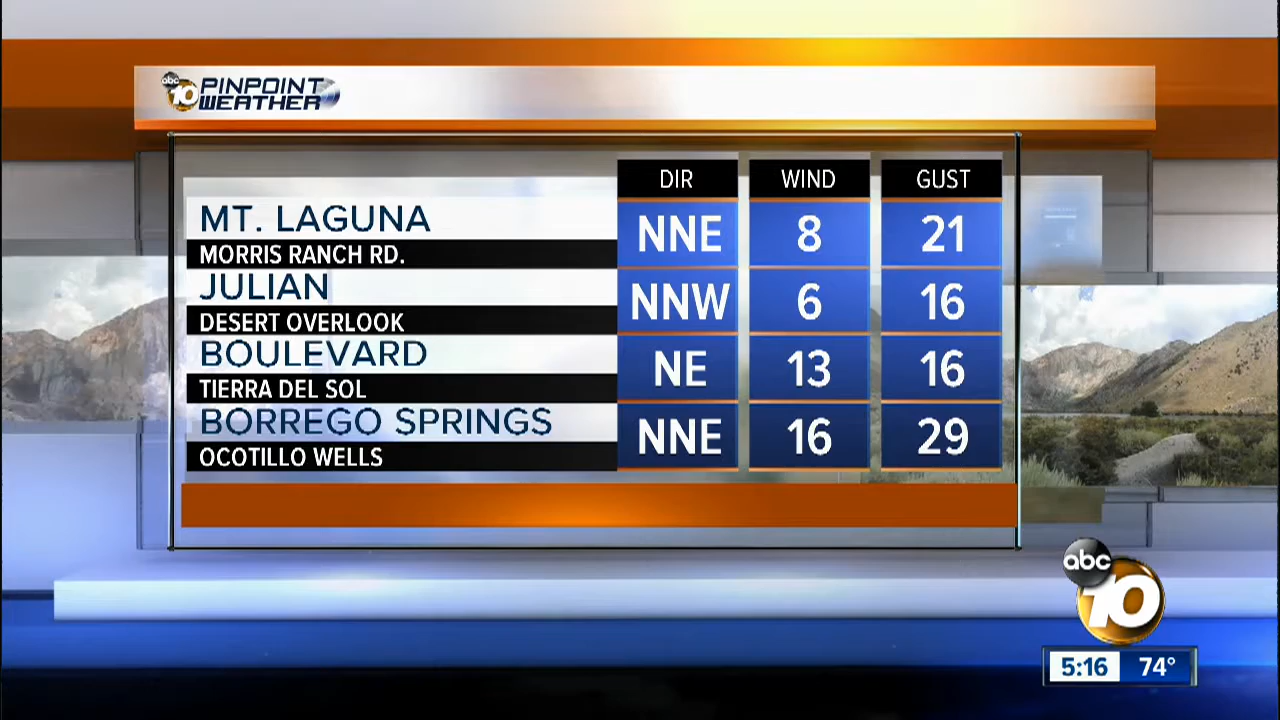 abc 10 PINPOINT WEATHER
DIR WIND GUST
MT. LAGUNA
MORRIS RANCH RD.
NNE 8 21
JULIAN
DESERT OVERLOOK
NNW 6 16
BOULEVARD
TIERRA DEL SOL
NE 13 16
BORREGO SPRINGS
OCOTILLO WELLS
NNE 16 29
abc 10
5:16 74°